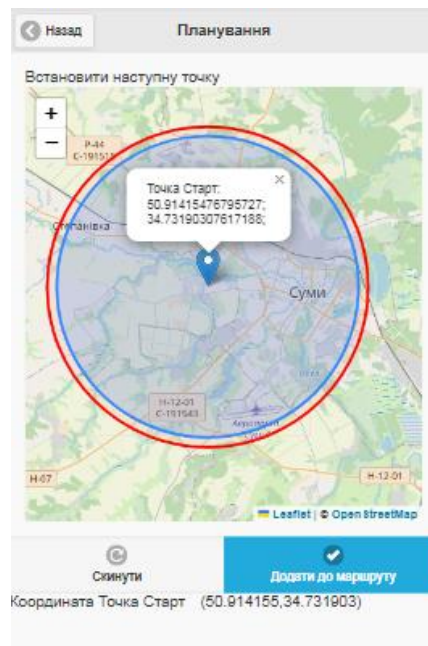 Назад
Планування
Встановити наступну точку
+
−
Р-44
С-191511
Точка Старт:
50.91415476795727;
34.73190307617188;
×
Степанівка
Суми
Н-12-01
С-191543
Н-07
Н-12-01
Leaflet | © OpenStreetMap
Скинути
Додати до маршруту
Координата Точка Старт (50.914155,34.731903)